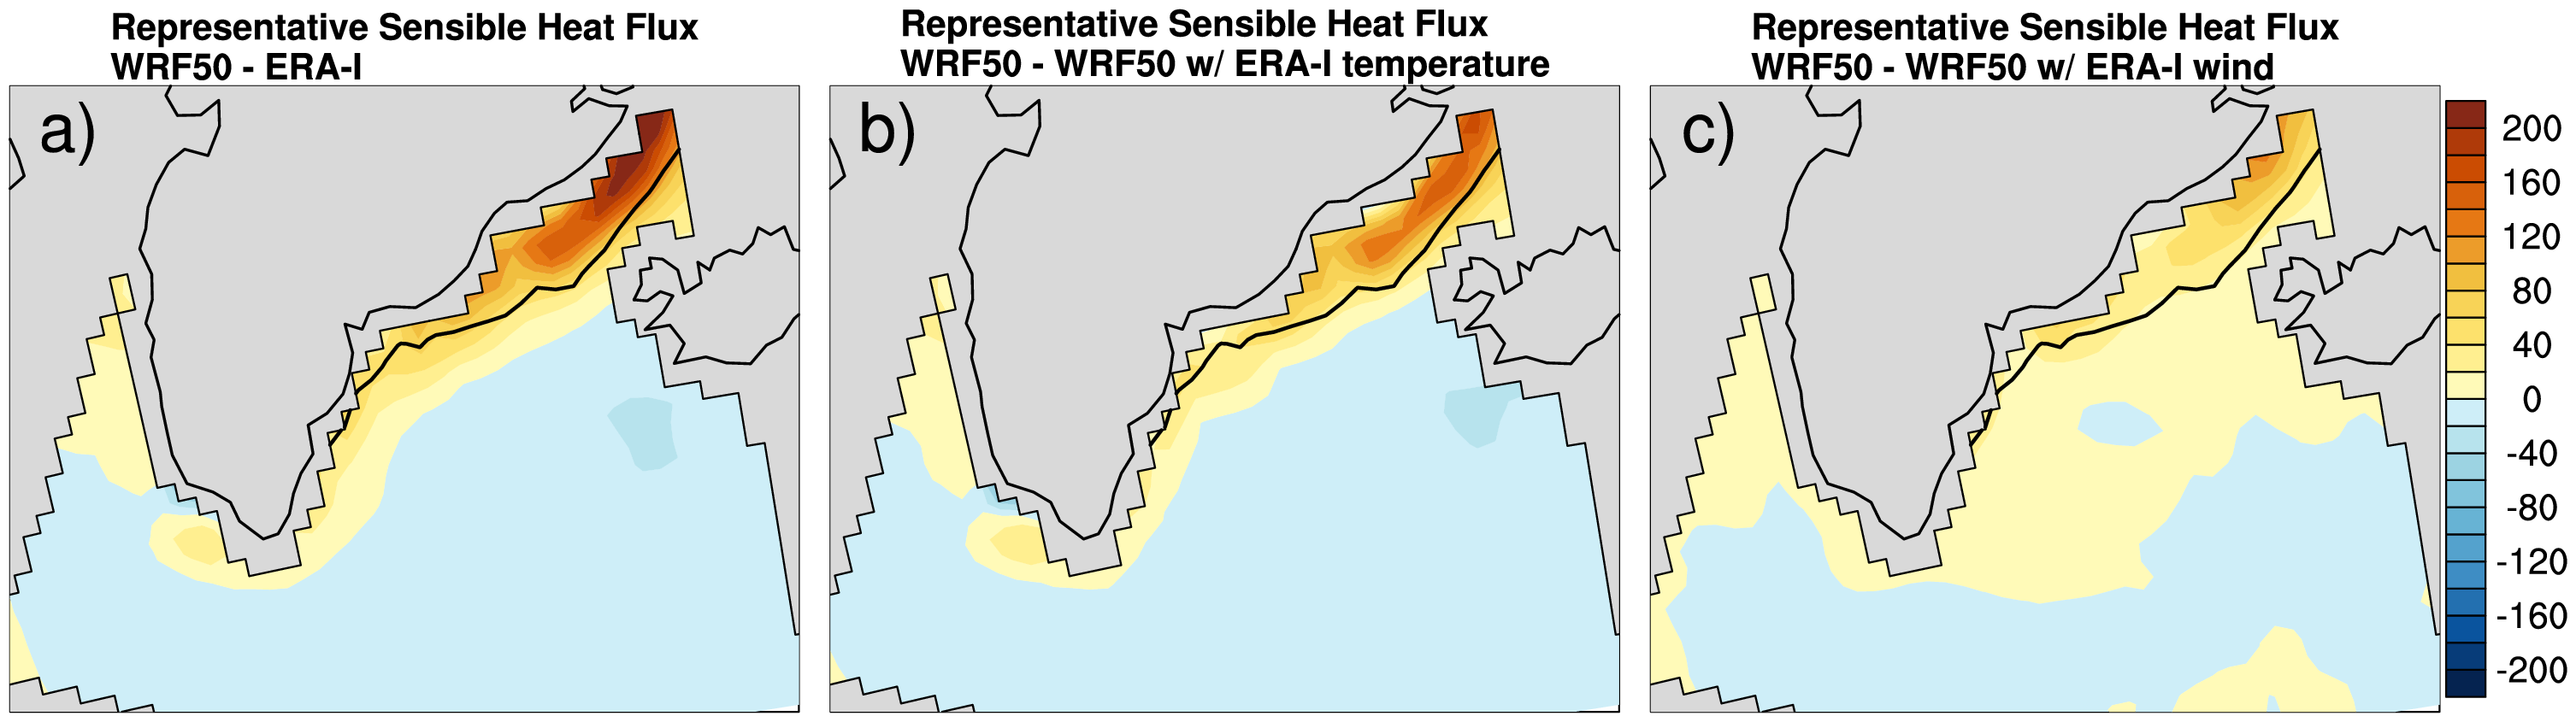 Representative Sensible Heat Flux
WRF50 - ERA-I
Representative Sensible Heat Flux
WRF50 - WRF50 w/ ERA-I temperature
Representative Sensible Heat Flux
WRF50 - WRF50 w/ ERA-I wind
a)
b)
c)
200
160
120
80
40
0
-40
-80
-120
-160
-200